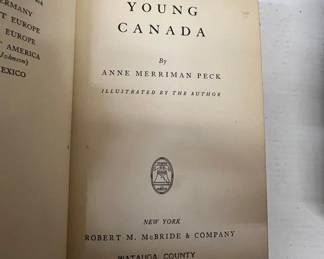 ERMANY
T EUROPE
EUROPE
AMERICA
Johnson)
EXICO
YOUNG
CANADA
By
ANNE MERRIMAN PECK
ILLUSTRATED BY THE AUTHOR
NEW YORK
ROBERT M. McBRIDE & COMPANY
WATAUGA COUNTY